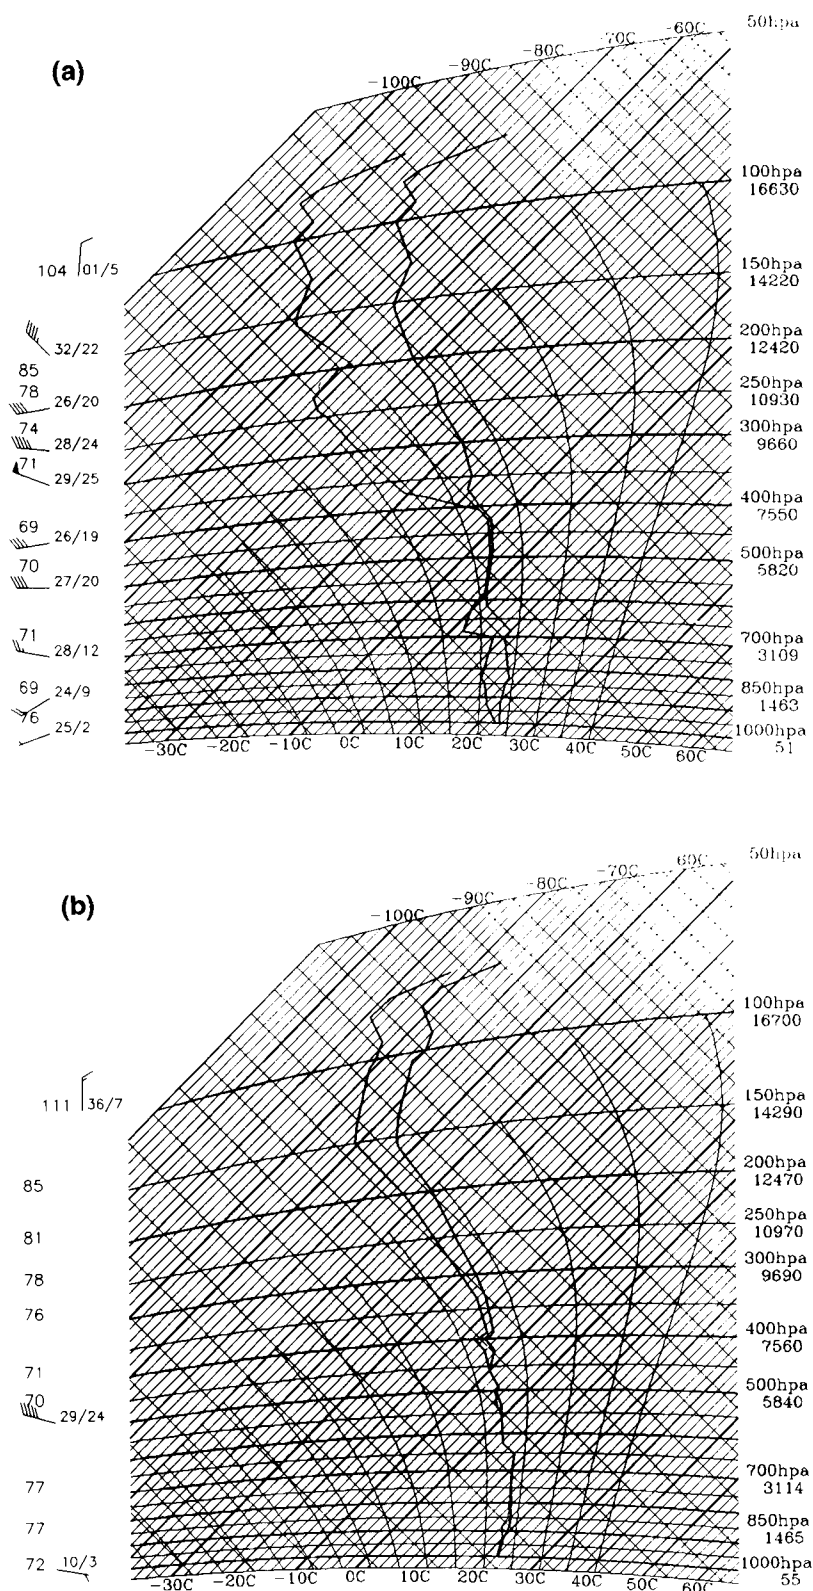 (a)
-100C -90C -80C -70C -60C 50hpa
100hpa
16630
104 01/5
150hpa
14220
32/22
200hpa
12420
85
78 26/20
250hpa
10930
74 28/24
300hpa
9660
71 29/25
400hpa
7550
69 26/19
500hpa
5820
70 27/20
71 28/12
700hpa
3109
69 24/9
850hpa
1463
76 25/2
1000hpa
51
-30C -20C -10C 0C 10C 20C 30C 40C 50C 60C
(b)
-100C -90C -80C -70C 60C 50hpa
100hpa
16700
111 36/7
150hpa
14290
85
200hpa
12470
81
250hpa
10970
78
300hpa
9690
76
400hpa
7560
71
500hpa
5840
70 29/24
77
700hpa
3114
77
850hpa
1465
72 10/3
1000hpa
55
-30C -20C -10C 0C 10C 20C 30C 40C 50C 60C